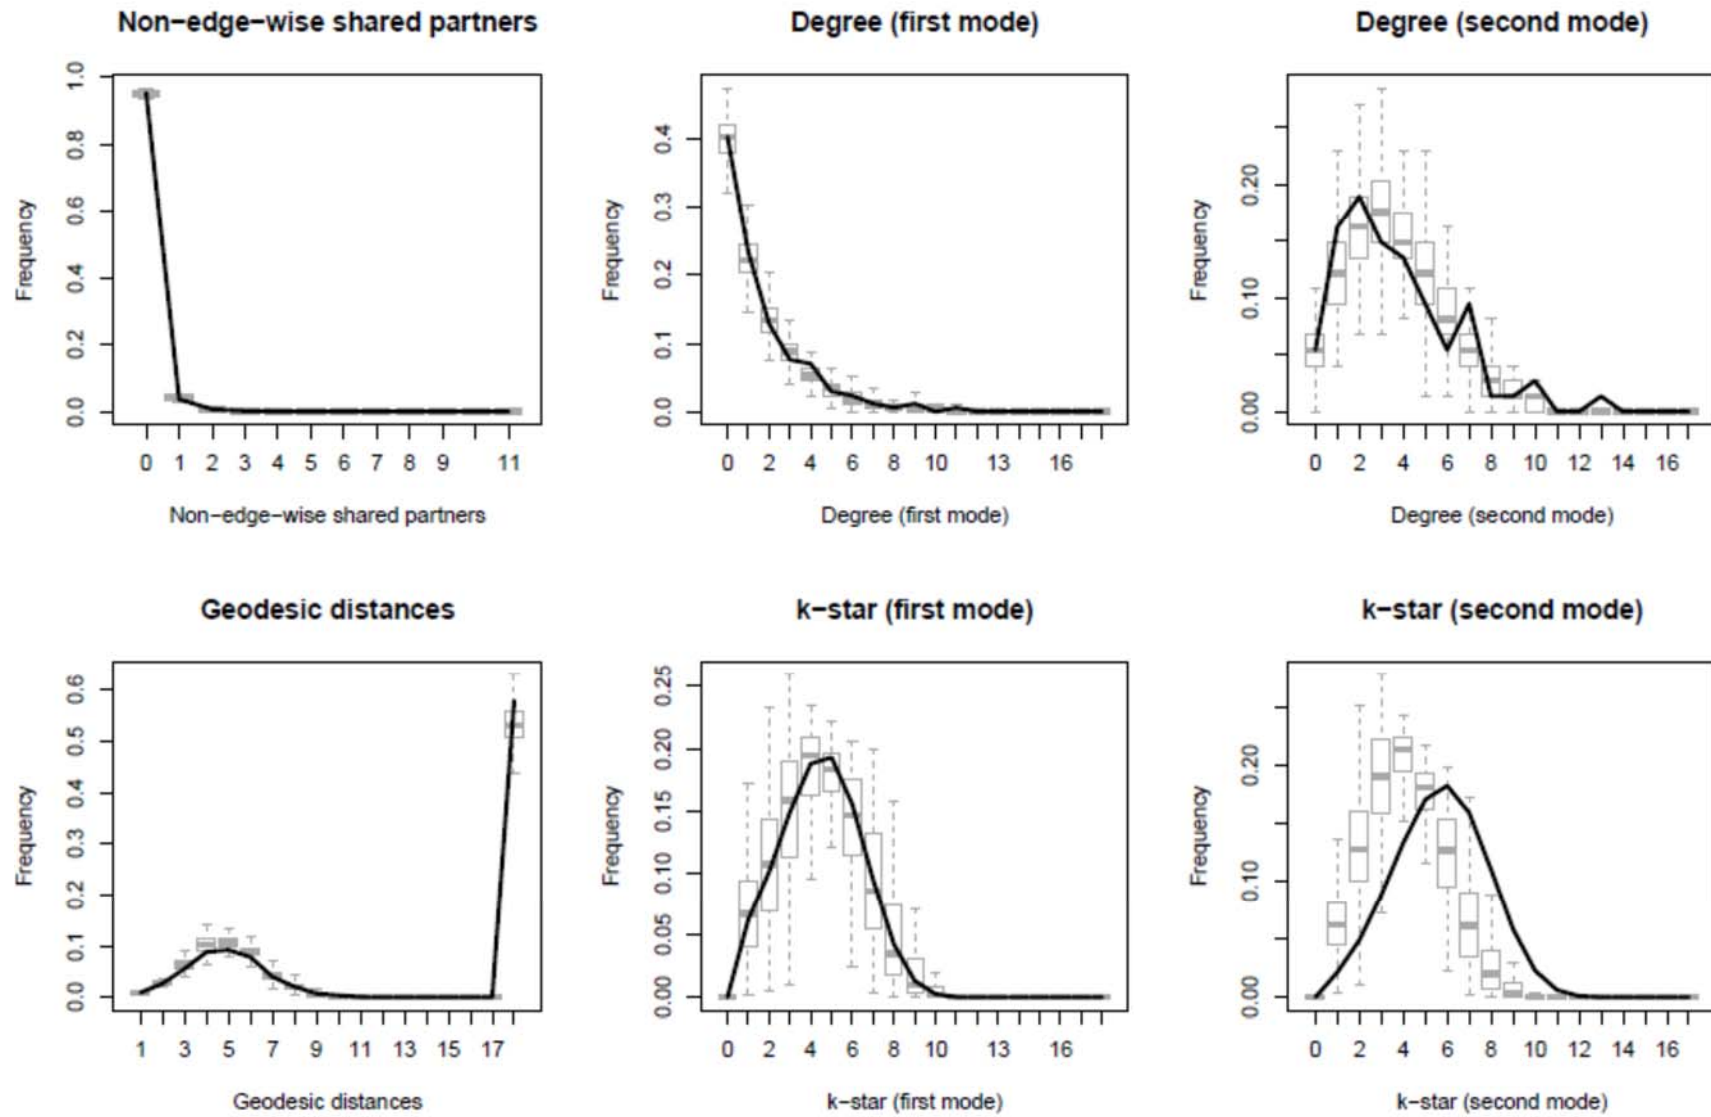 Non−edge−wise shared partners
Frequency
1.0
0.8
0.6
0.4
0.2
0.0
0 1 2 3 4 5 6 7 8 9 11
Non−edge−wise shared partners
Degree (first mode)
Frequency
0.4
0.3
0.2
0.1
0.0
0 2 4 6 8 10 13 16
Degree (first mode)
Degree (second mode)
Frequency
0.20
0.10
0.00
0 2 4 6 8 10 12 14 16
Degree (second mode)
Geodesic distances
Frequency
0.6
0.5
0.4
0.3
0.2
0.1
0.0
1 3 5 7 9 11 13 15 17
Geodesic distances
k−star (first mode)
Frequency
0.25
0.20
0.15
0.10
0.05
0.00
0 2 4 6 8 10 13 16
k−star (first mode)
k−star (second mode)
Frequency
0.20
0.10
0.00
0 2 4 6 8 10 12 14 16
k−star (second mode)